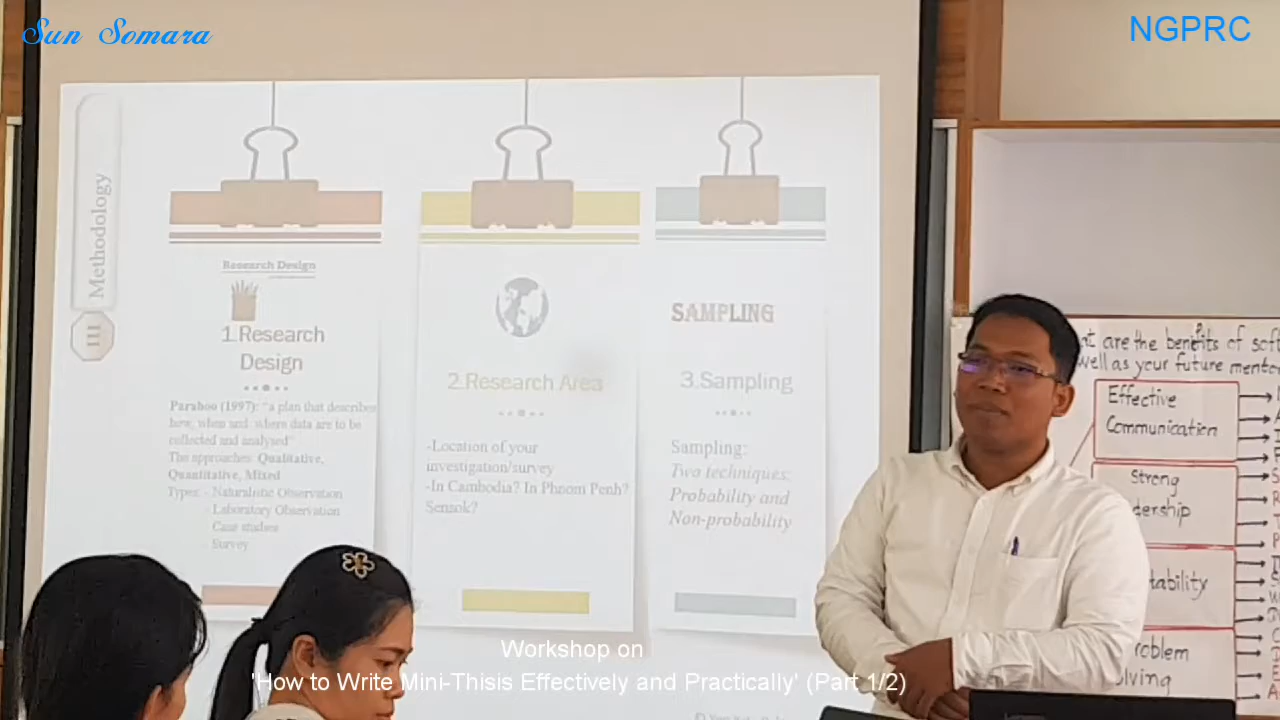 Sun Somara
NGPRC
III
Methodology
Research Design
1.Research
Design
Parahoo (1997): "a plan that describes
how, when and where data are to be
collected and analysed"
The approaches: Qualitative,
Quantitative, Mixed
Types: - Naturalistic Observation
- Laboratory Observation
Case studies
- Survey
2.Research Area
-Location of your
investigation/survey
-In Cambodia? In Phnom Penh?
Sensok?
SAMPLING
3.Sampling
Sampling:
Two techniques:
Probability and
Non-probability
are the benefits of soft
well as your future mento
Effective
Communication
Strong
dership
tability
roblem
olving
Workshop on
'How to Write Mini-Thisis Effectively and Practically' (Part 1/2)